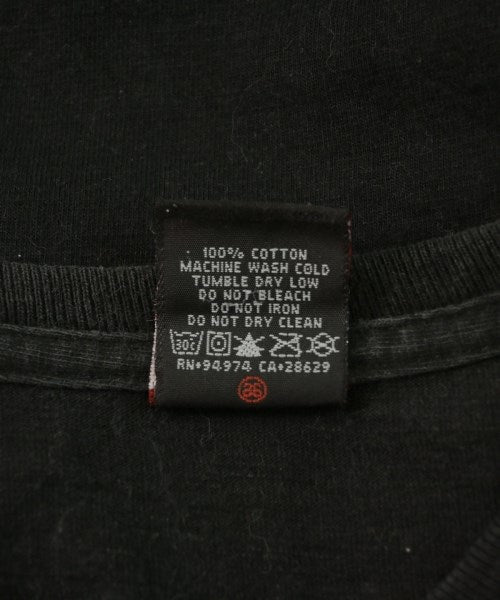 100% COTTON
MACHINE WASH COLD
TUMBLE DRY LOW
DO NOT BLEACH
DO NOT IRON
DO NOT DRY CLEAN
30c
RN•94974 CA•28629